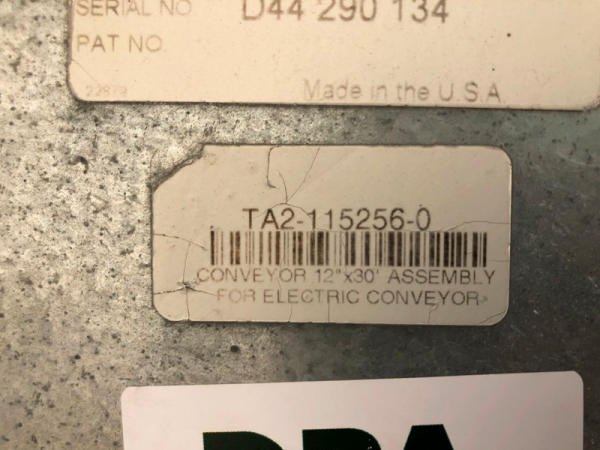 SERIAL NO. D44 290 134
PAT NO.
22879 Made in the U.S.A.
TA2-115256-0
CONVEYOR 12"x30' ASSEMBLY
FOR ELECTRIC CONVEYOR